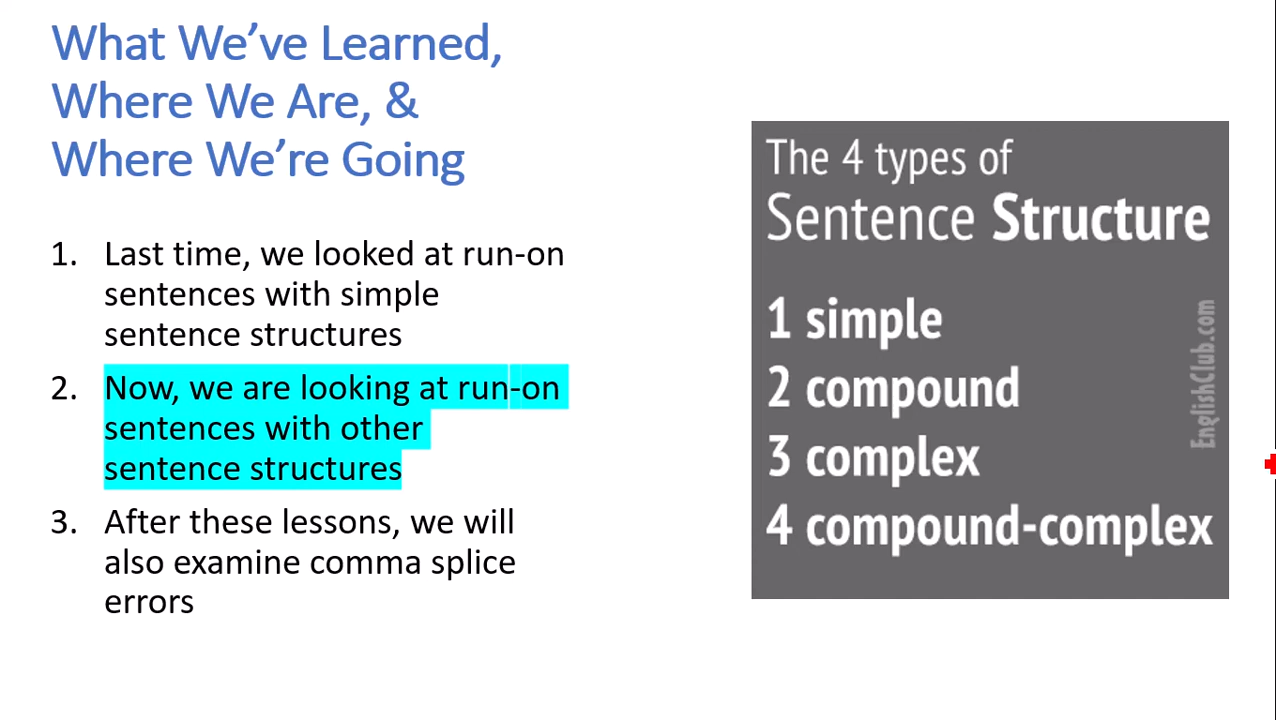 What We’ve Learned,
Where We Are, &
Where We’re Going
1. Last time, we looked at run-on
sentences with simple
sentence structures
2. Now, we are looking at run-on
sentences with other
sentence structures
3. After these lessons, we will
also examine comma splice
errors
The 4 types of
Sentence Structure
1 simple
2 compound
3 complex
4 compound-complex
EnglishClub.com